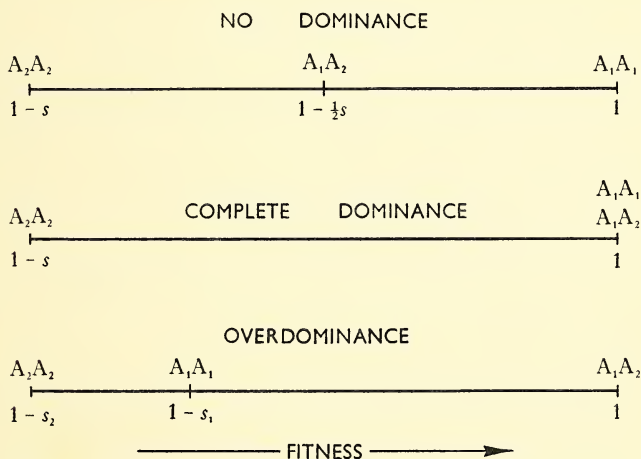 NO DOMINANCE
A₂A₂ A₁A₂ A₁A₁
1 – s 1 – ½s 1
A₁A₁
A₂A₂ COMPLETE DOMINANCE A₁A₂
1 – s 1
OVERDOMINANCE
A₂A₂ A₁A₁ A₁A₂
1 – s₂ 1 – s₁ 1
FITNESS